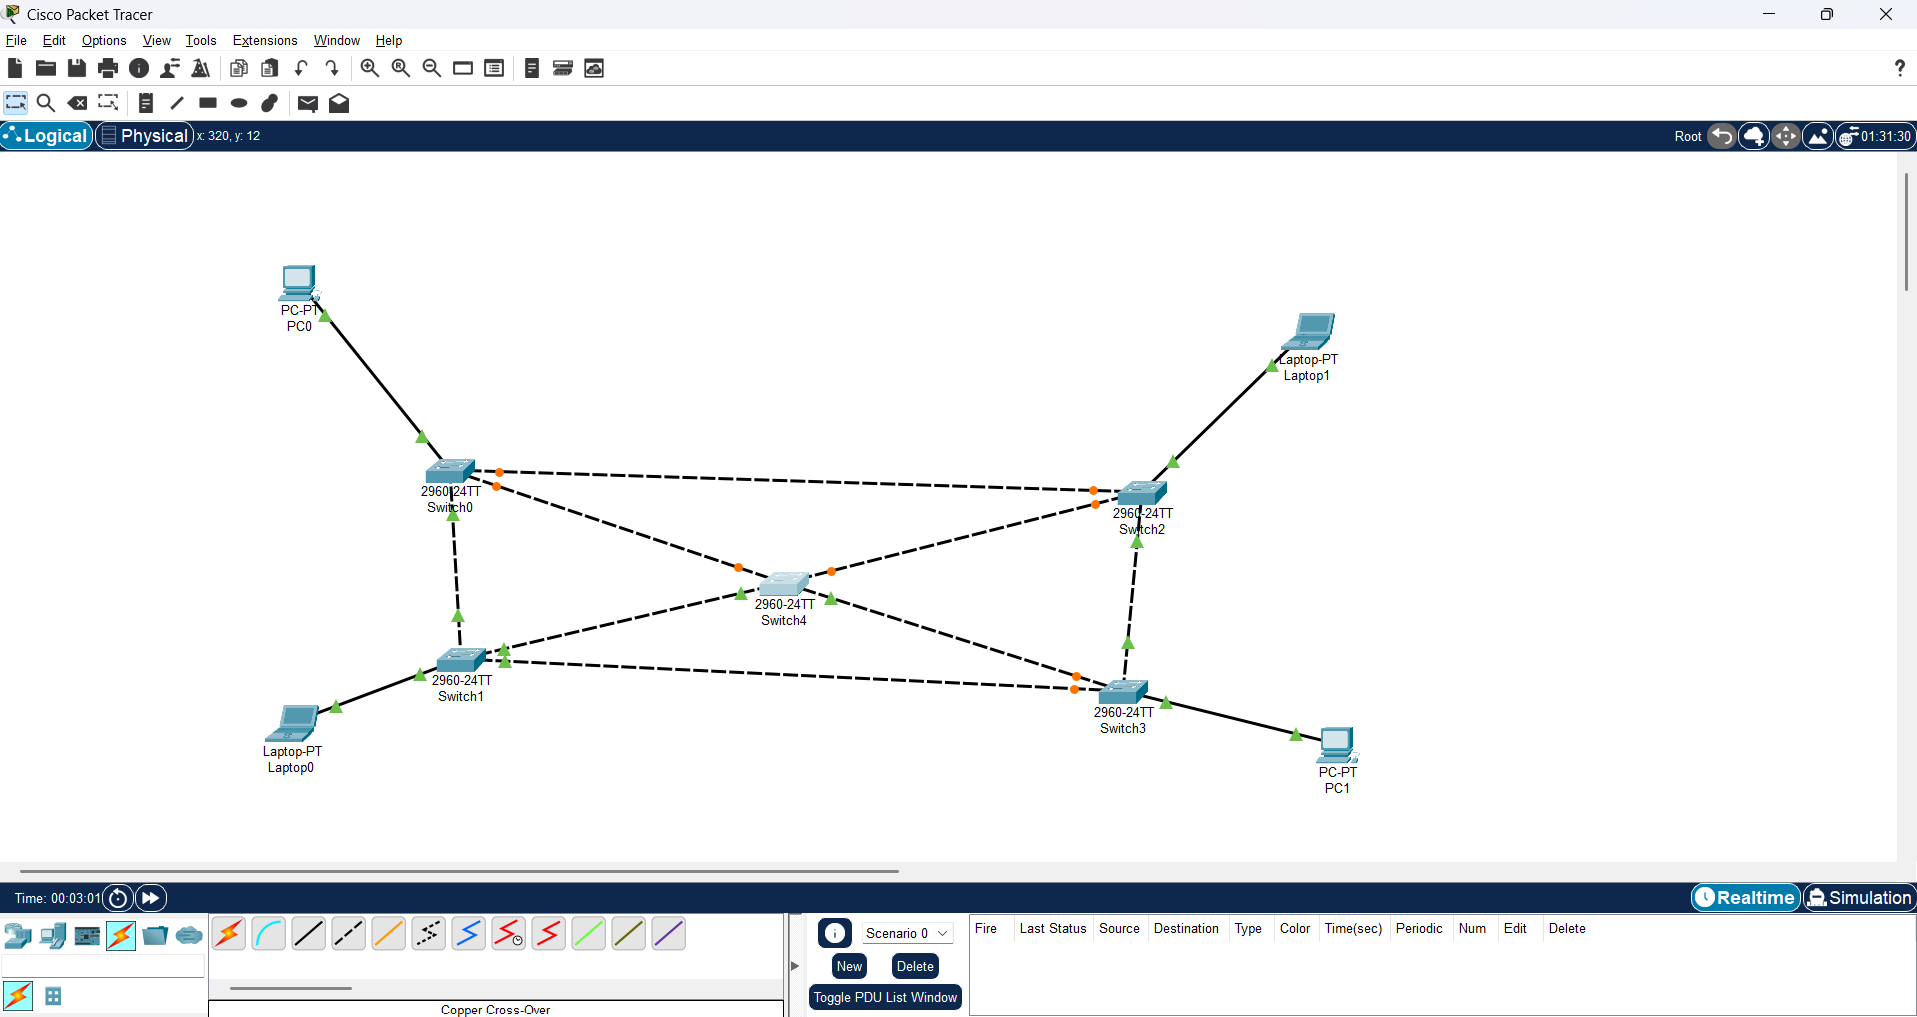 Cisco Packet Tracer
File Edit Options View Tools Extensions Window Help
Logical Physical x: 320, y: 12 Root 01:31:30
PC-PT
PC0
Laptop-PT
Laptop1
2960-24TT
Switch0
2960-24TT
Switch2
2960-24TT
Switch4
2960-24TT
Switch1
2960-24TT
Switch3
Laptop-PT
Laptop0
PC-PT
PC1
Time: 00:03:01 Realtime Simulation
Scenario 0
New Delete
Toggle PDU List Window
Fire Last Status Source Destination Type Color Time(sec) Periodic Num Edit Delete
Copper Cross-Over